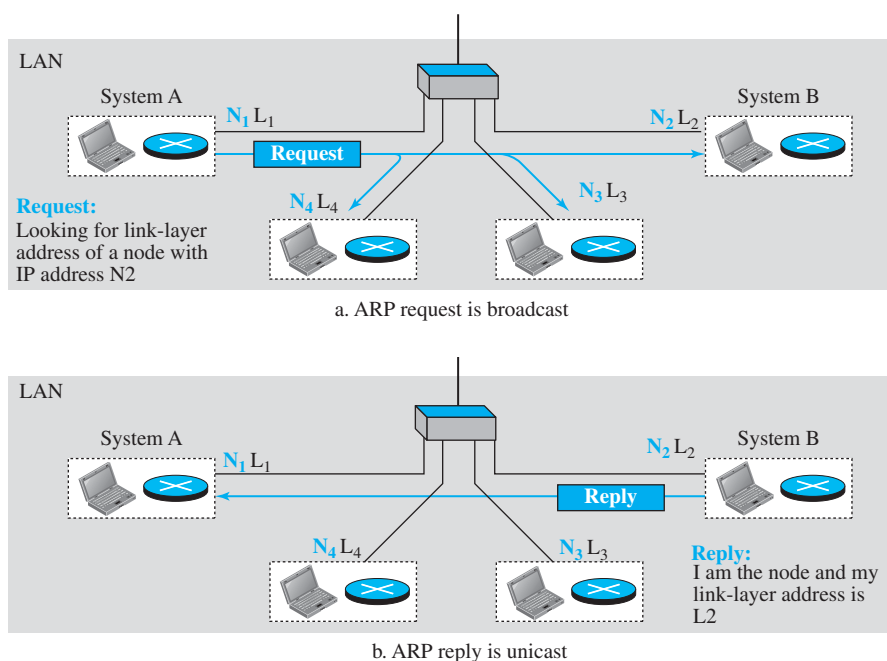 LAN
System A
System B
N₁ L₁
N₂ L₂
Request
N₄ L₄
N₃ L₃
Request:
Looking for link-layer
address of a node with
IP address N2
a. ARP request is broadcast
LAN
System A
System B
N₁ L₁
N₂ L₂
Reply
N₄ L₄
N₃ L₃
Reply:
I am the node and my
link-layer address is
L2
b. ARP reply is unicast